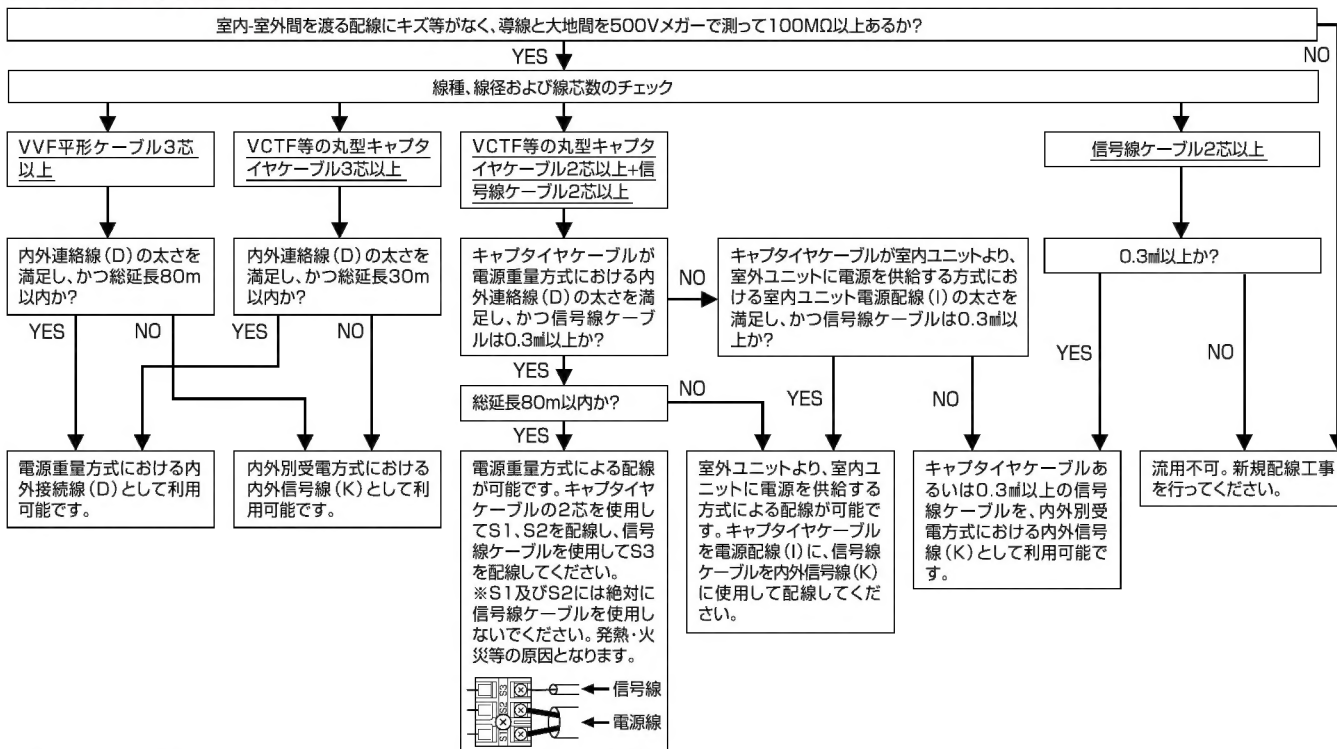 室内-室外間を渡る配線にキズ等がなく、導線と大地間を500Vメガーで測って100MΩ以上あるか?
YES
NO
線種、線径および線芯数のチェック
VVF平形ケーブル3芯
以上
VCTF等の丸型キャプタ
イヤケーブル3芯以上
VCTF等の丸型キャプタ
イヤケーブル2芯以上+信
号線ケーブル2芯以上
信号線ケーブル2芯以上
内外連絡線(D)の太さを
満足し、かつ総延長80m
以内か?
内外連絡線(D)の太さを
満足し、かつ総延長30m
以内か?
キャプタイヤケーブルが
電源重量方式における内
外連絡線(D)の太さを満
足し、かつ信号線ケーブ
ルは0.3㎟以上か?
NO
キャプタイヤケーブルが室内ユニットより、
室外ユニットに電源を供給する方式にお
ける室内ユニット電源配線(I)の太さを
満足し、かつ信号線ケーブルは0.3㎟以
上か?
0.3㎟以上か?
YES
NO
YES
NO
YES
総延長80m以内か?
NO
YES
YES
NO
YES
NO
電源重量方式における内
外接続線(D)として利用
可能です。
内外別受電方式における
内外信号線(K)として利
用可能です。
電源重量方式による配線
が可能です。キャプタイヤ
ケーブルの2芯を使用し
てS1、S2を配線し、信号
線ケーブルを使用してS3
を配線してください。
※S1及びS2には絶対に
信号線ケーブルを使用し
ないでください。発熱・火
災等の原因となります。
S3
S2
S1
信号線
電源線
室外ユニットより、室内ユ
ニットに電源を供給する
方式による配線が可能で
す。キャプタイヤケーブル
を電源配線(I)に、信号線
ケーブルを内外信号線(K)
に使用して配線してくだ
さい。
キャプタイヤケーブルあ
るいは0.3㎟以上の信号
線ケーブルを、内外別受
電方式における内外信号
線(K)として利用可能で
す。
流用不可。新規配線工事
を行ってください。